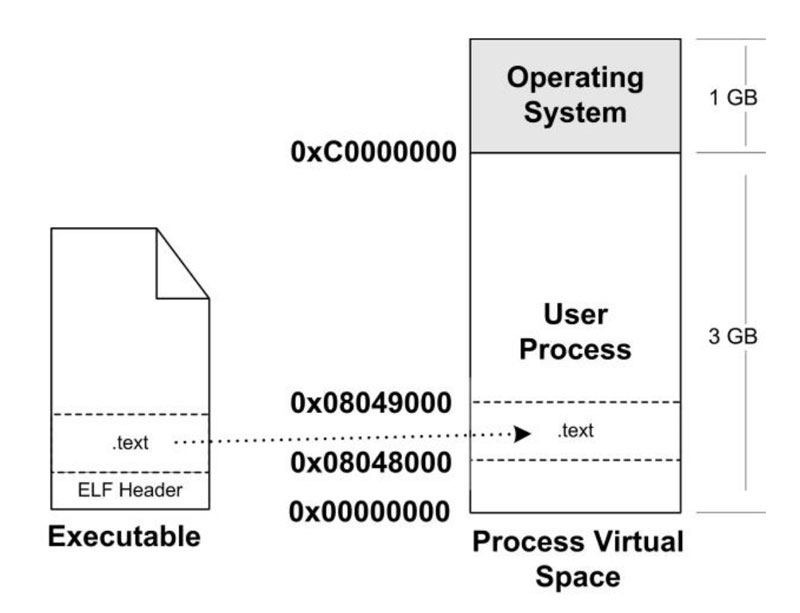 Operating
System
1 GB
0xC0000000
User
Process
3 GB
0x08049000
.text
.text
0x08048000
ELF Header
0x00000000
Executable
Process Virtual
Space